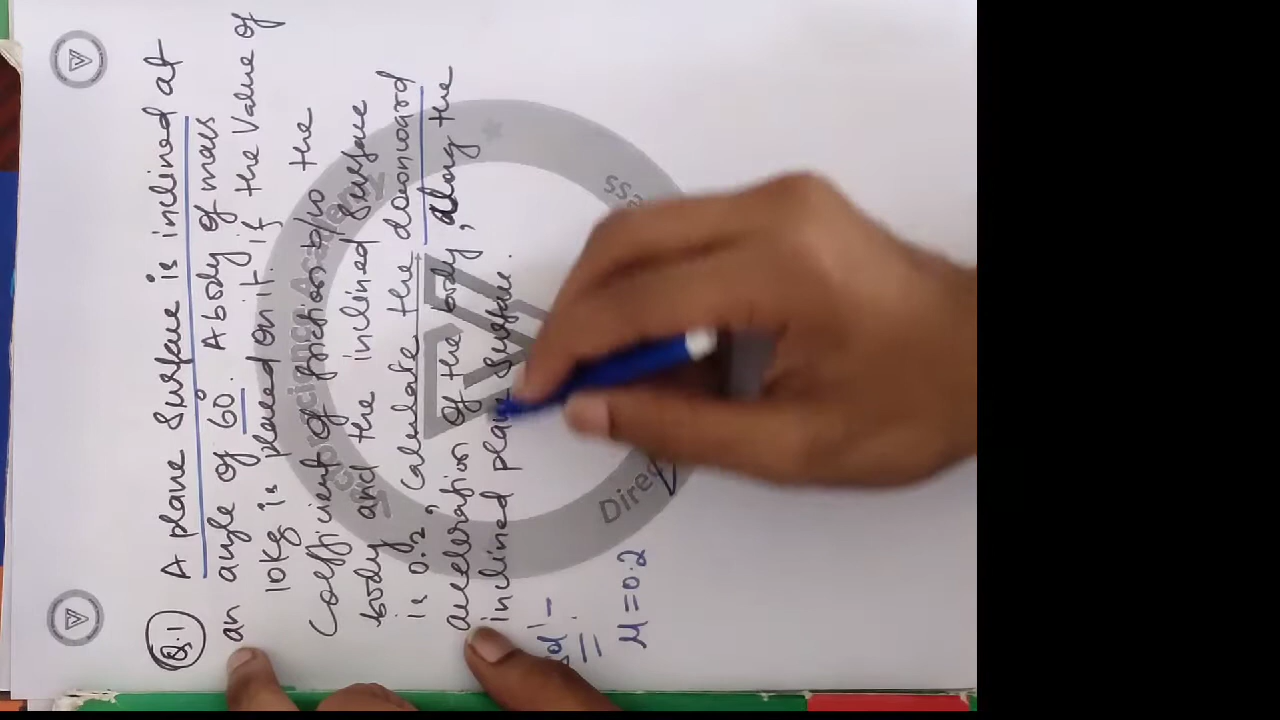 Q.1 A plane surface is inclined at
an angle of 60°. A body of mass
10kg is placed on it. if the Value of
Coefficient of friction b/w the
body and the inclined surface
is 0.2, calculate the downward
acceleration of the body, along the
inclined plane surface.
Sol -
M = 0.2
Dire